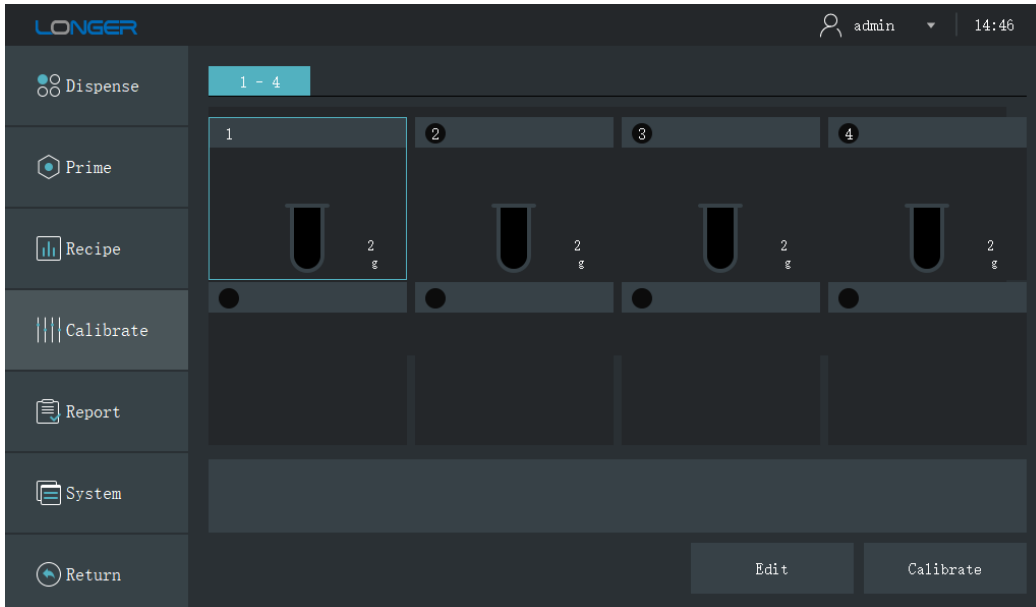 LONGER
admin
14:46
Dispense
Prime
Recipe
Calibrate
Report
System
Return
1 - 4
1
2
3
4
2
g
2
g
2
g
2
g
Edit
Calibrate